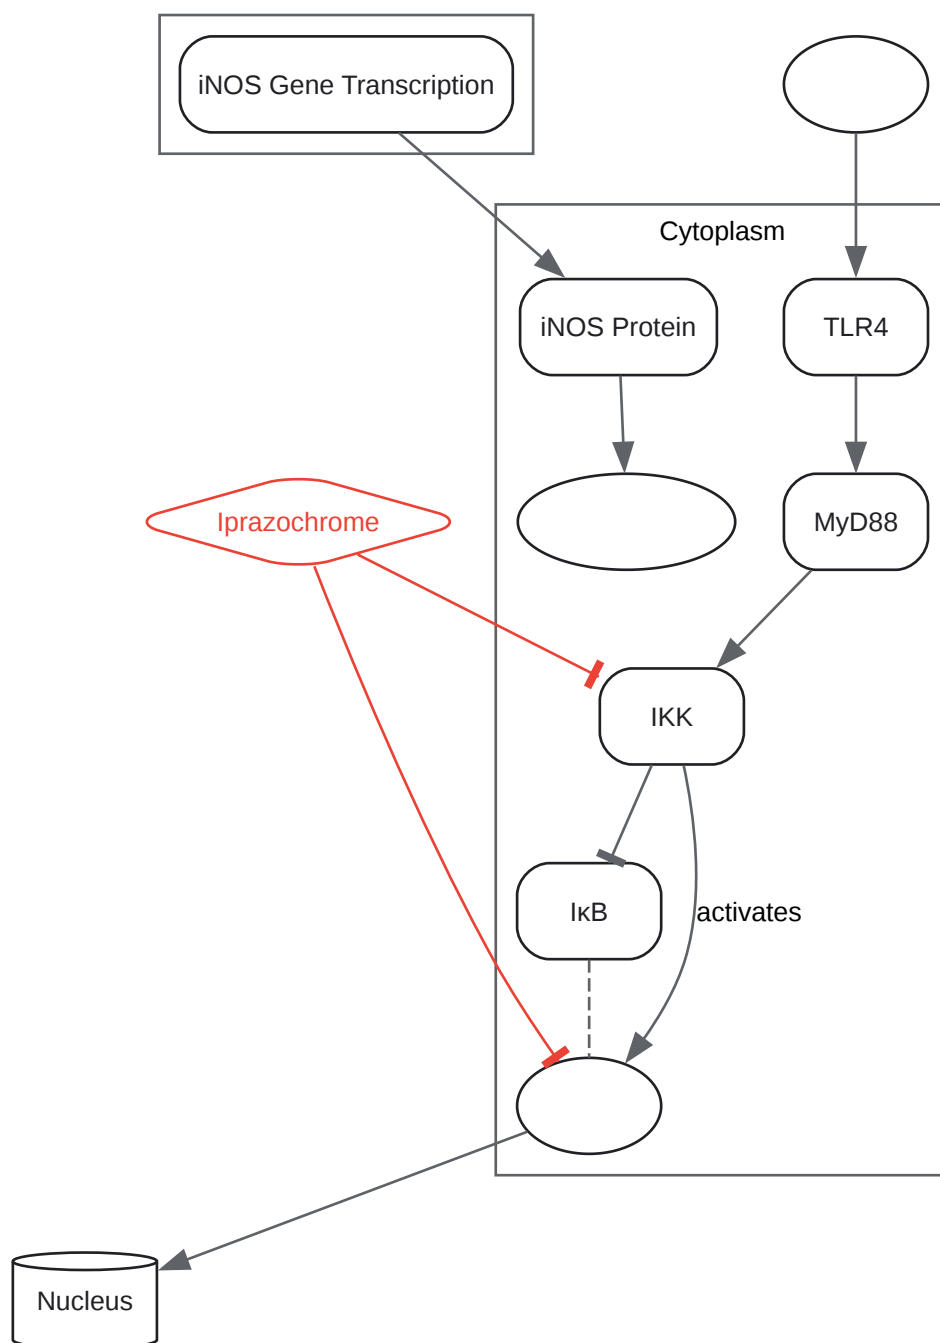 iNOS Gene Transcription
Cytoplasm
iNOS Protein
TLR4
Iprazochrome
MyD88
IKK
IκB
activates
Nucleus